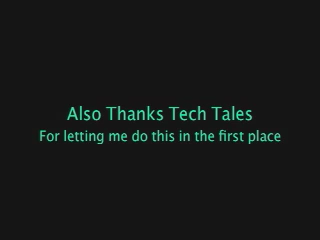 Also Thanks Tech Tales
For letting me do this in the first place